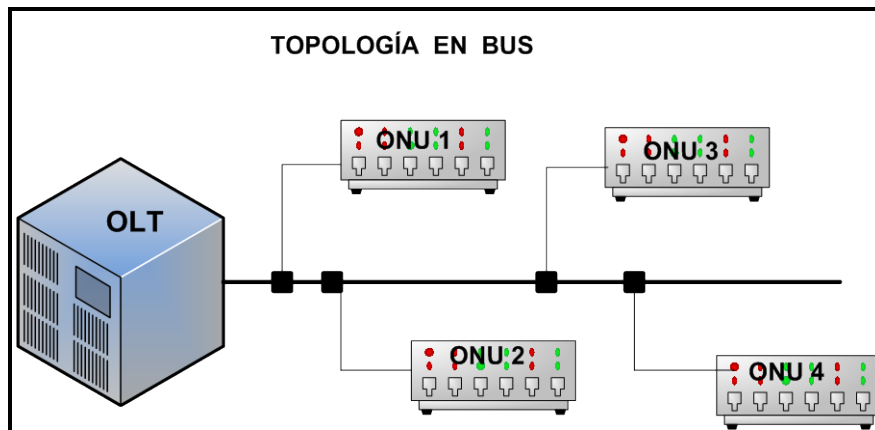 TOPOLOGÍA EN BUS
ONU 1
ONU 3
OLT
ONU 2
ONU 4